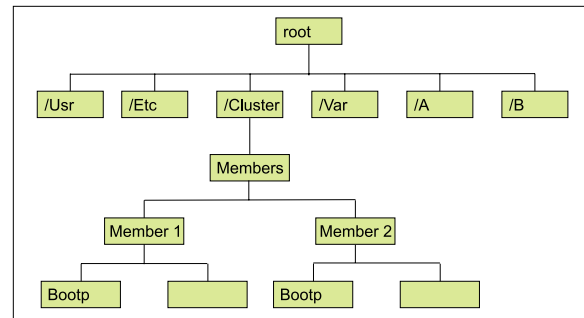 root
/Usr
/Etc
/Cluster
/Var
/A
/B
Members
Member 1
Member 2
Bootp
Bootp